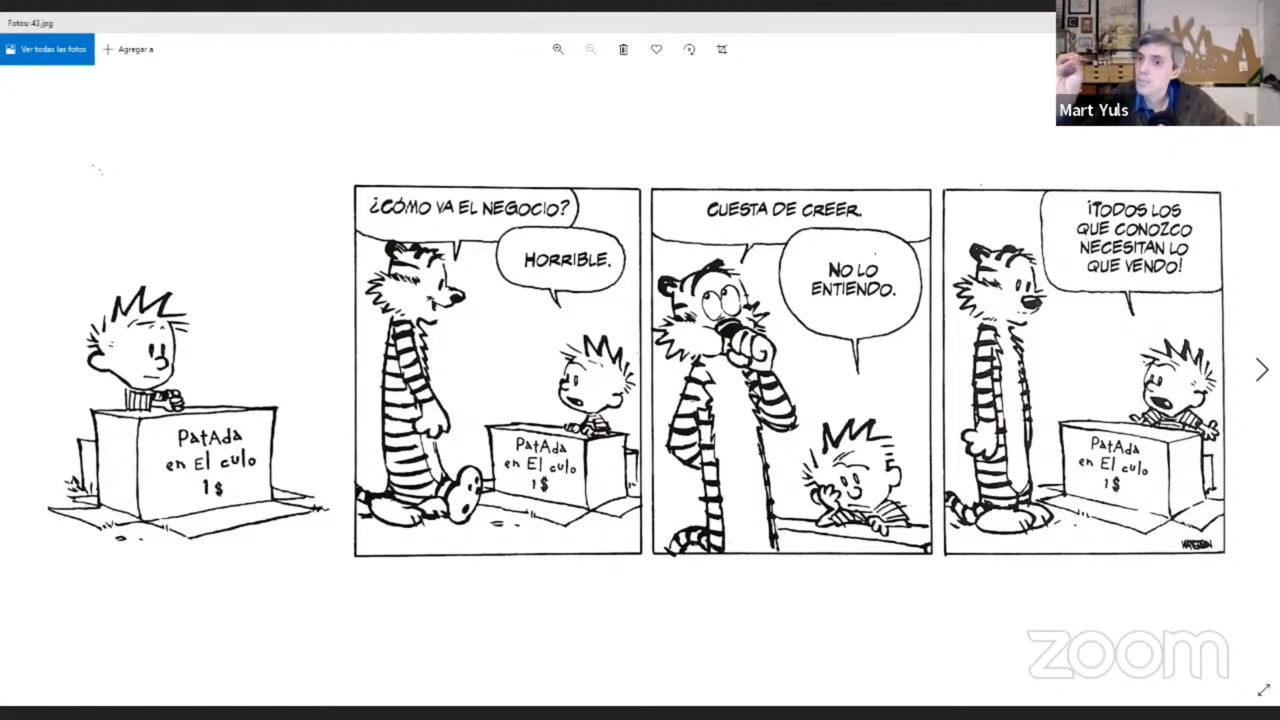 Fotos: 43.jpg
Ver todas las fotos
Agregar a
Mart Yuls
PatAda
en El culo
1 $
¿CÓMO VA EL NEGOCIO?
HORRIBLE.
PatAda
en El culo
1 $
CUESTA DE CREER.
NO LO
ENTIENDO.
¡TODOS LOS
QUE CONOZCO
NECESITAN LO
QUE VENDO!
PatAda
en El culo
1 $
WATTERSON
zoom